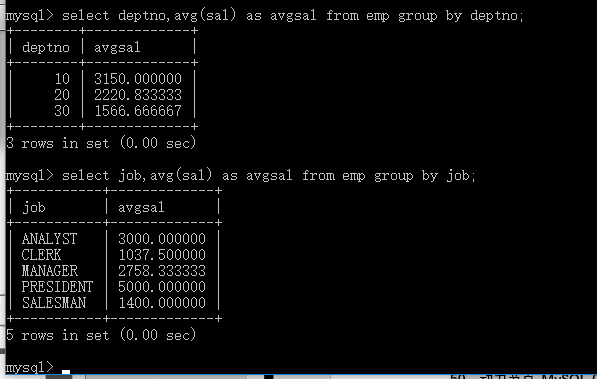 mysql> select deptno,avg(sal) as avgsal from emp group by deptno;
+--------+-------------+
| deptno | avgsal      |
+--------+-------------+
|     10 | 3150.000000 |
|     20 | 2220.833333 |
|     30 | 1566.666667 |
+--------+-------------+
3 rows in set (0.00 sec)
mysql> select job,avg(sal) as avgsal from emp group by job;
+-----------+-------------+
| job       | avgsal      |
+-----------+-------------+
| ANALYST   | 3000.000000 |
| CLERK     | 1037.500000 |
| MANAGER   | 2758.333333 |
| PRESIDENT | 5000.000000 |
| SALESMAN  | 1400.000000 |
+-----------+-------------+
5 rows in set (0.00 sec)
mysql>
MySQL